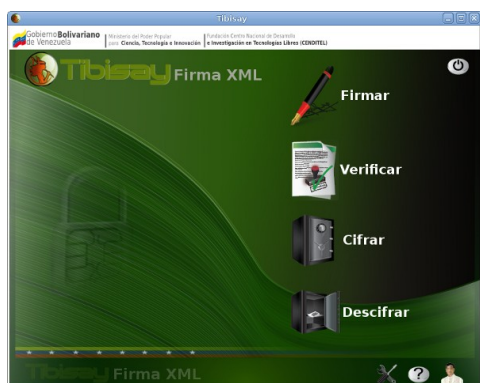 Tibisay
Gobierno Bolivariano
de Venezuela
Ministerio del Poder Popular
para Ciencia, Tecnología e Innovación
Fundación Centro Nacional de Desarrollo
e Investigación en Tecnologías Libres (CENDITEL)
Tibisay Firma XML
Firmar
Verificar
Cifrar
Descifrar
Tibisay Firma XML
?